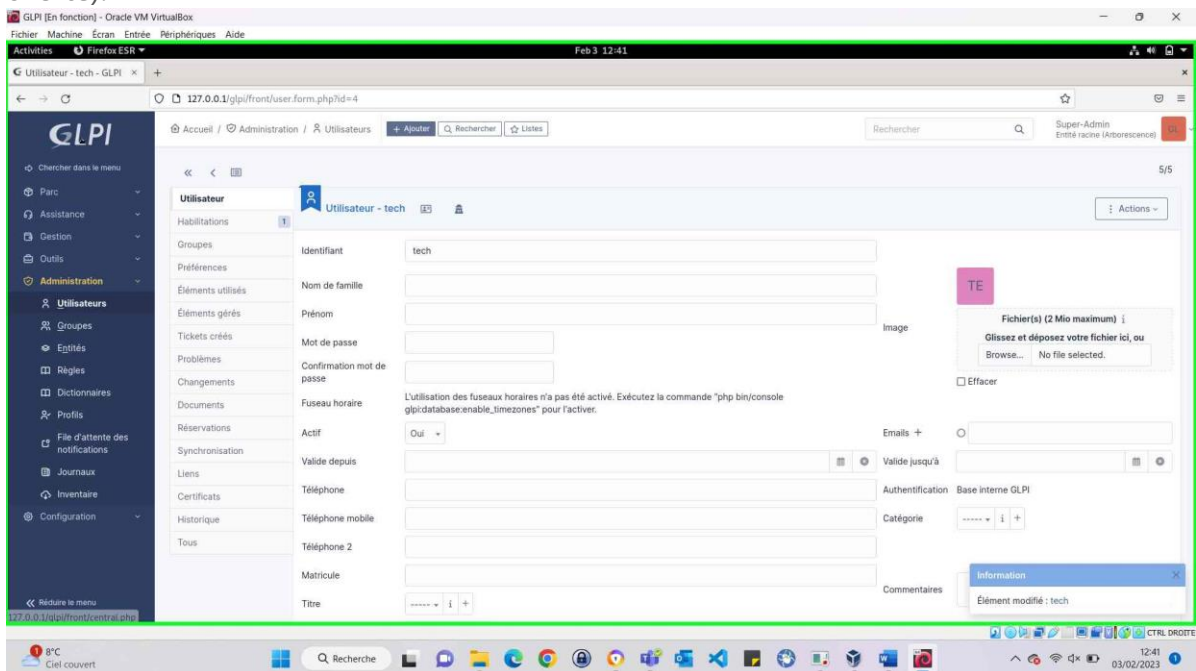 GLPI [En fonction] - Oracle VM VirtualBox
Fichier Machine Écran Entrée Périphériques Aide
Activities Firefox ESR Feb 3 12:41
Utilisateur - tech - GLPI × +
127.0.0.1/glpi/front/user.form.php?id=4
GLPI
Accueil / Administration / Utilisateurs + Ajouter Rechercher Listes Rechercher Super-Admin
Entité racine (Arborescence) GL
Chercher dans le menu
Parc
Assistance
Gestion
Outils
Administration
Utilisateurs
Groupes
Entités
Règles
Dictionnaires
Profils
File d'attente des
notifications
Journaux
Inventaire
Configuration
Réduire le menu
127.0.0.1/glpi/front/central.php
5/5
Utilisateur
Habilitations 1
Groupes
Préférences
Éléments utilisés
Éléments gérés
Tickets créés
Problèmes
Changements
Documents
Réservations
Synchronisation
Liens
Certificats
Historique
Tous
Utilisateur - tech Actions
Identifiant tech
Nom de famille
Prénom
Mot de passe
Confirmation mot de
passe
Fuseau horaire L'utilisation des fuseaux horaires n'a pas été activé. Exécutez la commande "php bin/console
glpi:database:enable_timezones" pour l'activer.
Actif Oui
Valide depuis
Téléphone
Téléphone mobile
Téléphone 2
Matricule
Titre ----- i +
TE
Image
Fichier(s) (2 Mio maximum) i
Glissez et déposez votre fichier ici, ou
Browse... No file selected.
Effacer
Emails +
Valide jusqu'à
Authentification Base interne GLPI
Catégorie ----- i +
Commentaires
Information ×
Élément modifié : tech
CTRL DROITE
1
8°C
Ciel couvert
Recherche
12:41
03/02/2023
1